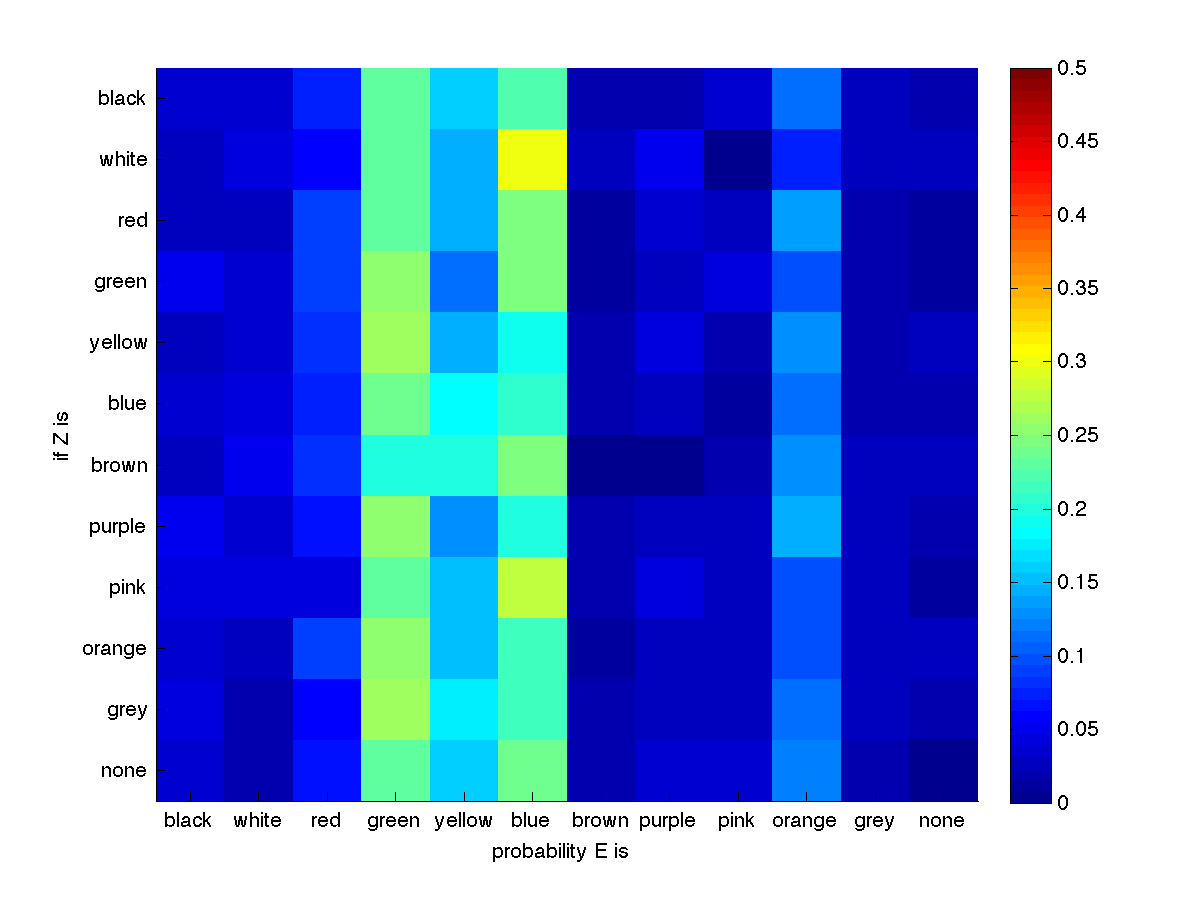 black
white
red
green
yellow
blue
brown
purple
pink
orange
grey
none
if Z is
black white red green yellow blue brown purple pink orange grey none
probability E is
0.5
0.45
0.4
0.35
0.3
0.25
0.2
0.15
0.1
0.05
0